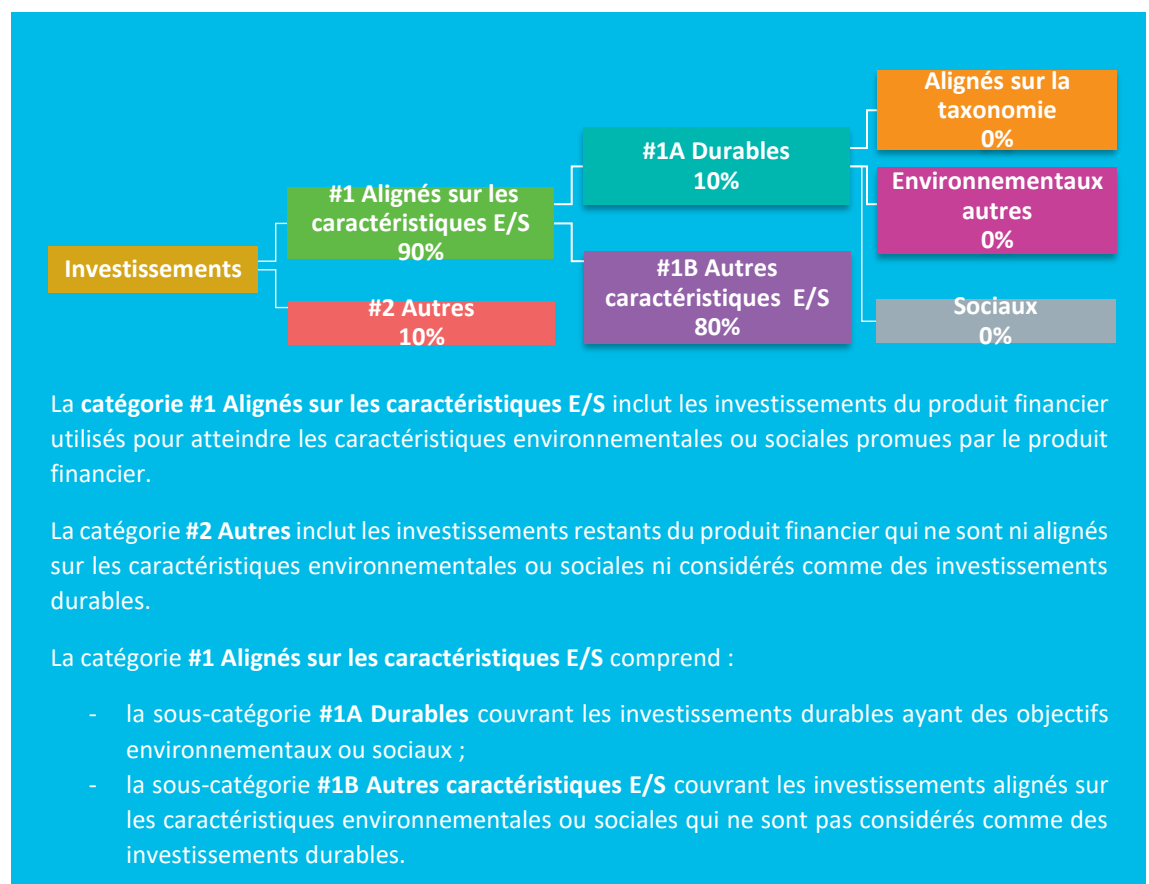 Alignés sur la
taxonomie
0%
#1A Durables
10%
Environnementaux
autres
0%
#1 Alignés sur les
caractéristiques E/S
90%
Investissements
#1B Autres
caractéristiques E/S
80%
#2 Autres
10%
Sociaux
0%
La catégorie #1 Alignés sur les caractéristiques E/S inclut les investissements du produit financier
utilisés pour atteindre les caractéristiques environnementales ou sociales promues par le produit
financier.
La catégorie #2 Autres inclut les investissements restants du produit financier qui ne sont ni alignés
sur les caractéristiques environnementales ou sociales ni considérés comme des investissements
durables.
La catégorie #1 Alignés sur les caractéristiques E/S comprend :
- la sous-catégorie #1A Durables couvrant les investissements durables ayant des objectifs
environnementaux ou sociaux ;
- la sous-catégorie #1B Autres caractéristiques E/S couvrant les investissements alignés sur
les caractéristiques environnementales ou sociales qui ne sont pas considérés comme des
investissements durables.